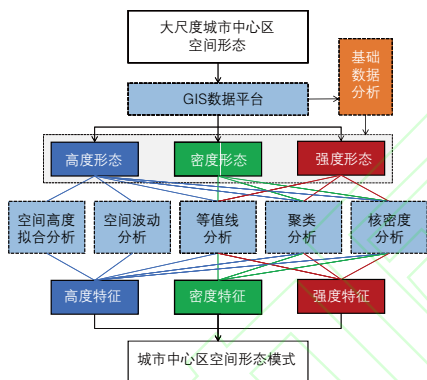 大尺度城市中心区
空间形态
GIS数据平台
基础
数据
分析
高度形态
密度形态
强度形态
空间高度
拟合分析
空间波动
分析
等值线
分析
聚类
分析
核密度
分析
高度特征
密度特征
强度特征
城市中心区空间形态模式